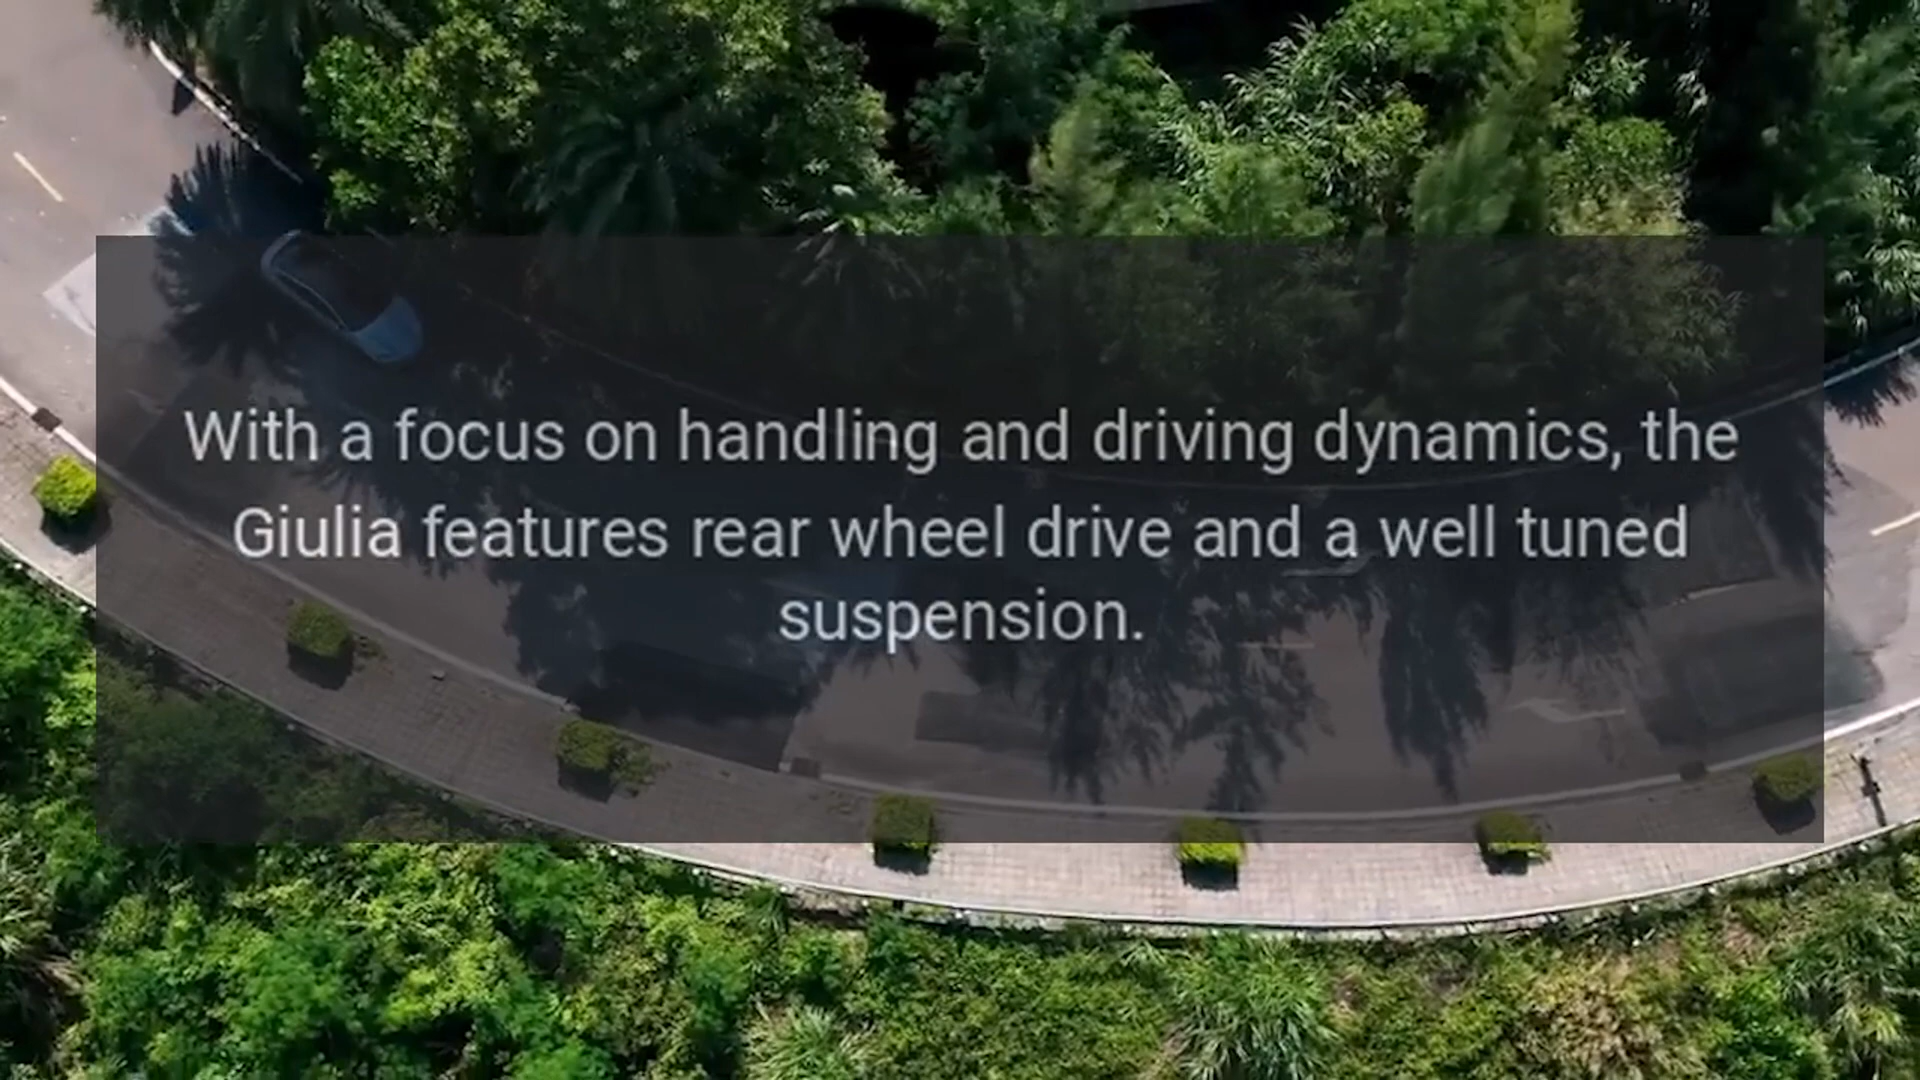 With a focus on handling and driving dynamics, the
Giulia features rear wheel drive and a well tuned
suspension.